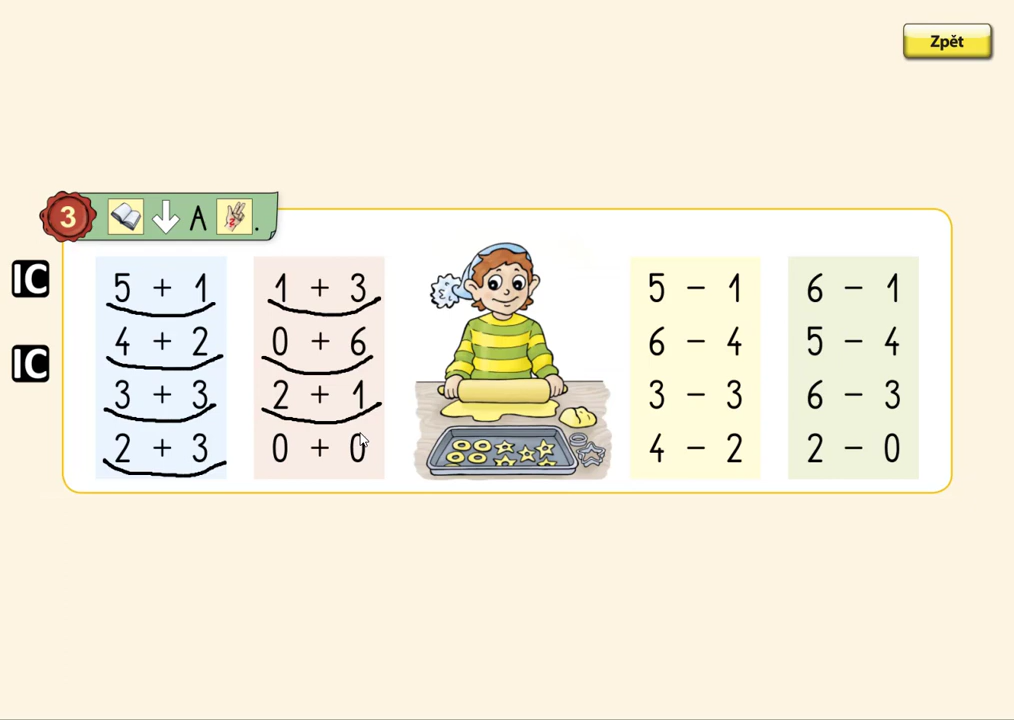 Zpět
3 A .
IC
IC
5 + 1
4 + 2
3 + 3
2 + 3
1 + 3
0 + 6
2 + 1
0 + 0
5 − 1
6 − 4
3 − 3
4 − 2
6 − 1
5 − 4
6 − 3
2 − 0